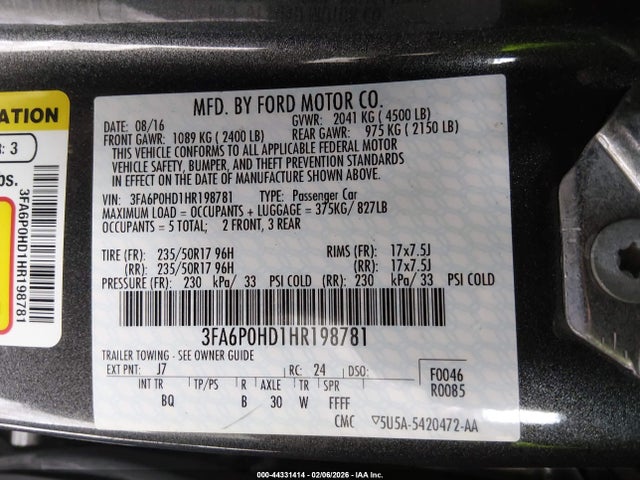 MFD. BY FORD MOTOR CO.
DATE: 08/16 GVWR: 2041 KG ( 4500 LB)
FRONT GAWR: 1089 KG ( 2400 LB) REAR GAWR: 975 KG ( 2150 LB)
THIS VEHICLE CONFORMS TO ALL APPLICABLE FEDERAL MOTOR
VEHICLE SAFETY, BUMPER, AND THEFT PREVENTION STANDARDS
IN EFFECT ON THE DATE OF MANUFACTURE SHOWN ABOVE.
VIN: 3FA6P0HD1HR198781 TYPE: Passenger Car
MAXIMUM LOAD = OCCUPANTS + LUGGAGE = 375KG/ 827LB
OCCUPANTS = 5 TOTAL; 2 FRONT, 3 REAR
TIRE (FR): 235/50R17 96H RIMS (FR): 17x7.5J
(RR): 235/50R17 96H (RR): 17x7.5J
PRESSURE (FR): 230 kPa/ 33 PSI COLD (RR): 230 kPa/ 33 PSI COLD
3FA6P0HD1HR198781
TRAILER TOWING - SEE OWNER GUIDE
EXT PNT: J7 RC: 24 DSO: F0046
R0085
INT TR TP/PS R AXLE TR SPR
BQ B 30 W FFFF
CMC ▽5U5A-5420472-AA
ATION
: 3
bs.
3FA6P0HD1HR198781
000-44331414 - 02/06/2026 - IAA, LLC